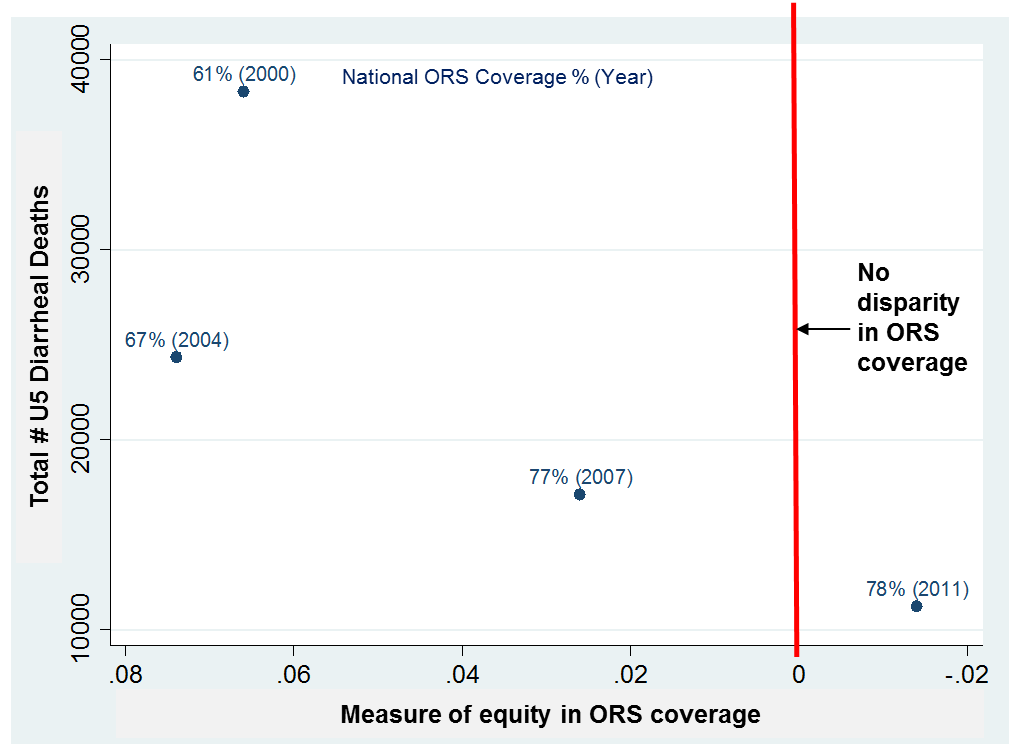 61% (2000)
National ORS Coverage % (Year)
67% (2004)
77% (2007)
78% (2011)
No
disparity
in ORS
coverage
Total # U5 Diarrheal Deaths
40000
30000
20000
10000
.08
.06
.04
.02
0
-.02
Measure of equity in ORS coverage